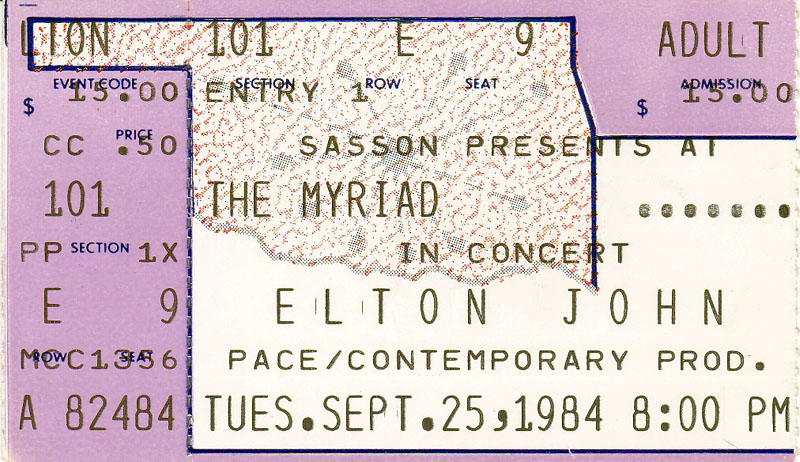 LTON 101 E 9 ADULT
EVENT CODE SECTION ROW SEAT ADMISSION
$ 15.00 ENTRY 1 $ 15.00
PRICE
CC .50 SASSON PRESENTS AT
101 THE MYRIAD
PP SECTION 1X IN CONCERT
E 9 ELTON JOHN
ROW SEAT
MCC1356 PACE/CONTEMPORARY PROD.
A 82484 TUES.SEPT.25,1984 8:00 PM